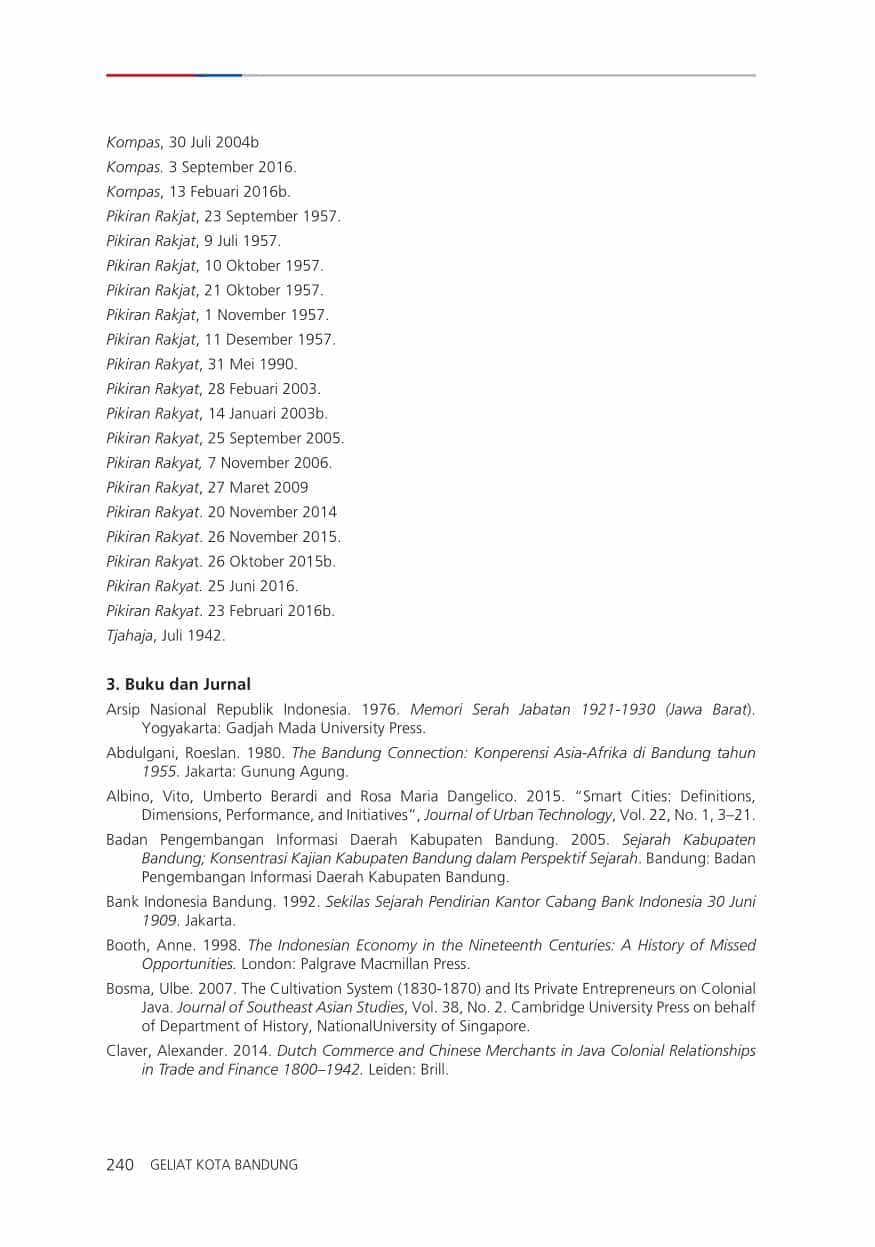 Kompas, 30 Juli 2004b
Kompas. 3 September 2016.
Kompas, 13 Febuari 2016b.
Pikiran Rakjat, 23 September 1957.
Pikiran Rakjat, 9 Juli 1957.
Pikiran Rakjat, 10 Oktober 1957.
Pikiran Rakjat, 21 Oktober 1957.
Pikiran Rakjat, 1 November 1957.
Pikiran Rakjat, 11 Desember 1957.
Pikiran Rakyat, 31 Mei 1990.
Pikiran Rakyat, 28 Febuari 2003.
Pikiran Rakyat, 14 Januari 2003b.
Pikiran Rakyat, 25 September 2005.
Pikiran Rakyat, 7 November 2006.
Pikiran Rakyat, 27 Maret 2009
Pikiran Rakyat. 20 November 2014
Pikiran Rakyat. 26 November 2015.
Pikiran Rakyat. 26 Oktober 2015b.
Pikiran Rakyat. 25 Juni 2016.
Pikiran Rakyat. 23 Februari 2016b.
Tjahaja, Juli 1942.
3. Buku dan Jurnal
Arsip Nasional Republik Indonesia. 1976. Memori Serah Jabatan 1921-1930 (Jawa Barat).
Yogyakarta: Gadjah Mada University Press.
Abdulgani, Roeslan. 1980. The Bandung Connection: Konperensi Asia-Afrika di Bandung tahun
1955. Jakarta: Gunung Agung.
Albino, Vito, Umberto Berardi and Rosa Maria Dangelico. 2015. “Smart Cities: Definitions,
Dimensions, Performance, and Initiatives”, Journal of Urban Technology, Vol. 22, No. 1, 3–21.
Badan Pengembangan Informasi Daerah Kabupaten Bandung. 2005. Sejarah Kabupaten
Bandung; Konsentrasi Kajian Kabupaten Bandung dalam Perspektif Sejarah. Bandung: Badan
Pengembangan Informasi Daerah Kabupaten Bandung.
Bank Indonesia Bandung. 1992. Sekilas Sejarah Pendirian Kantor Cabang Bank Indonesia 30 Juni
1909. Jakarta.
Booth, Anne. 1998. The Indonesian Economy in the Nineteenth Centuries: A History of Missed
Opportunities. London: Palgrave Macmillan Press.
Bosma, Ulbe. 2007. The Cultivation System (1830-1870) and Its Private Entrepreneurs on Colonial
Java. Journal of Southeast Asian Studies, Vol. 38, No. 2. Cambridge University Press on behalf
of Department of History, NationalUniversity of Singapore.
Claver, Alexander. 2014. Dutch Commerce and Chinese Merchants in Java Colonial Relationships
in Trade and Finance 1800–1942. Leiden: Brill.
240 GELIAT KOTA BANDUNG